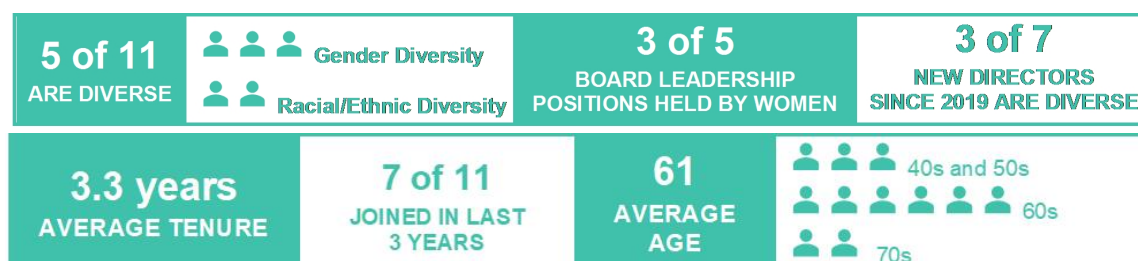 5 of 11
ARE DIVERSE
Gender Diversity
Racial/Ethnic Diversity
3 of 5
BOARD LEADERSHIP
POSITIONS HELD BY WOMEN
3 of 7
NEW DIRECTORS
SINCE 2019 ARE DIVERSE
3.3 years
AVERAGE TENURE
7 of 11
JOINED IN LAST
3 YEARS
61
AVERAGE
AGE
40s and 50s
60s
70s